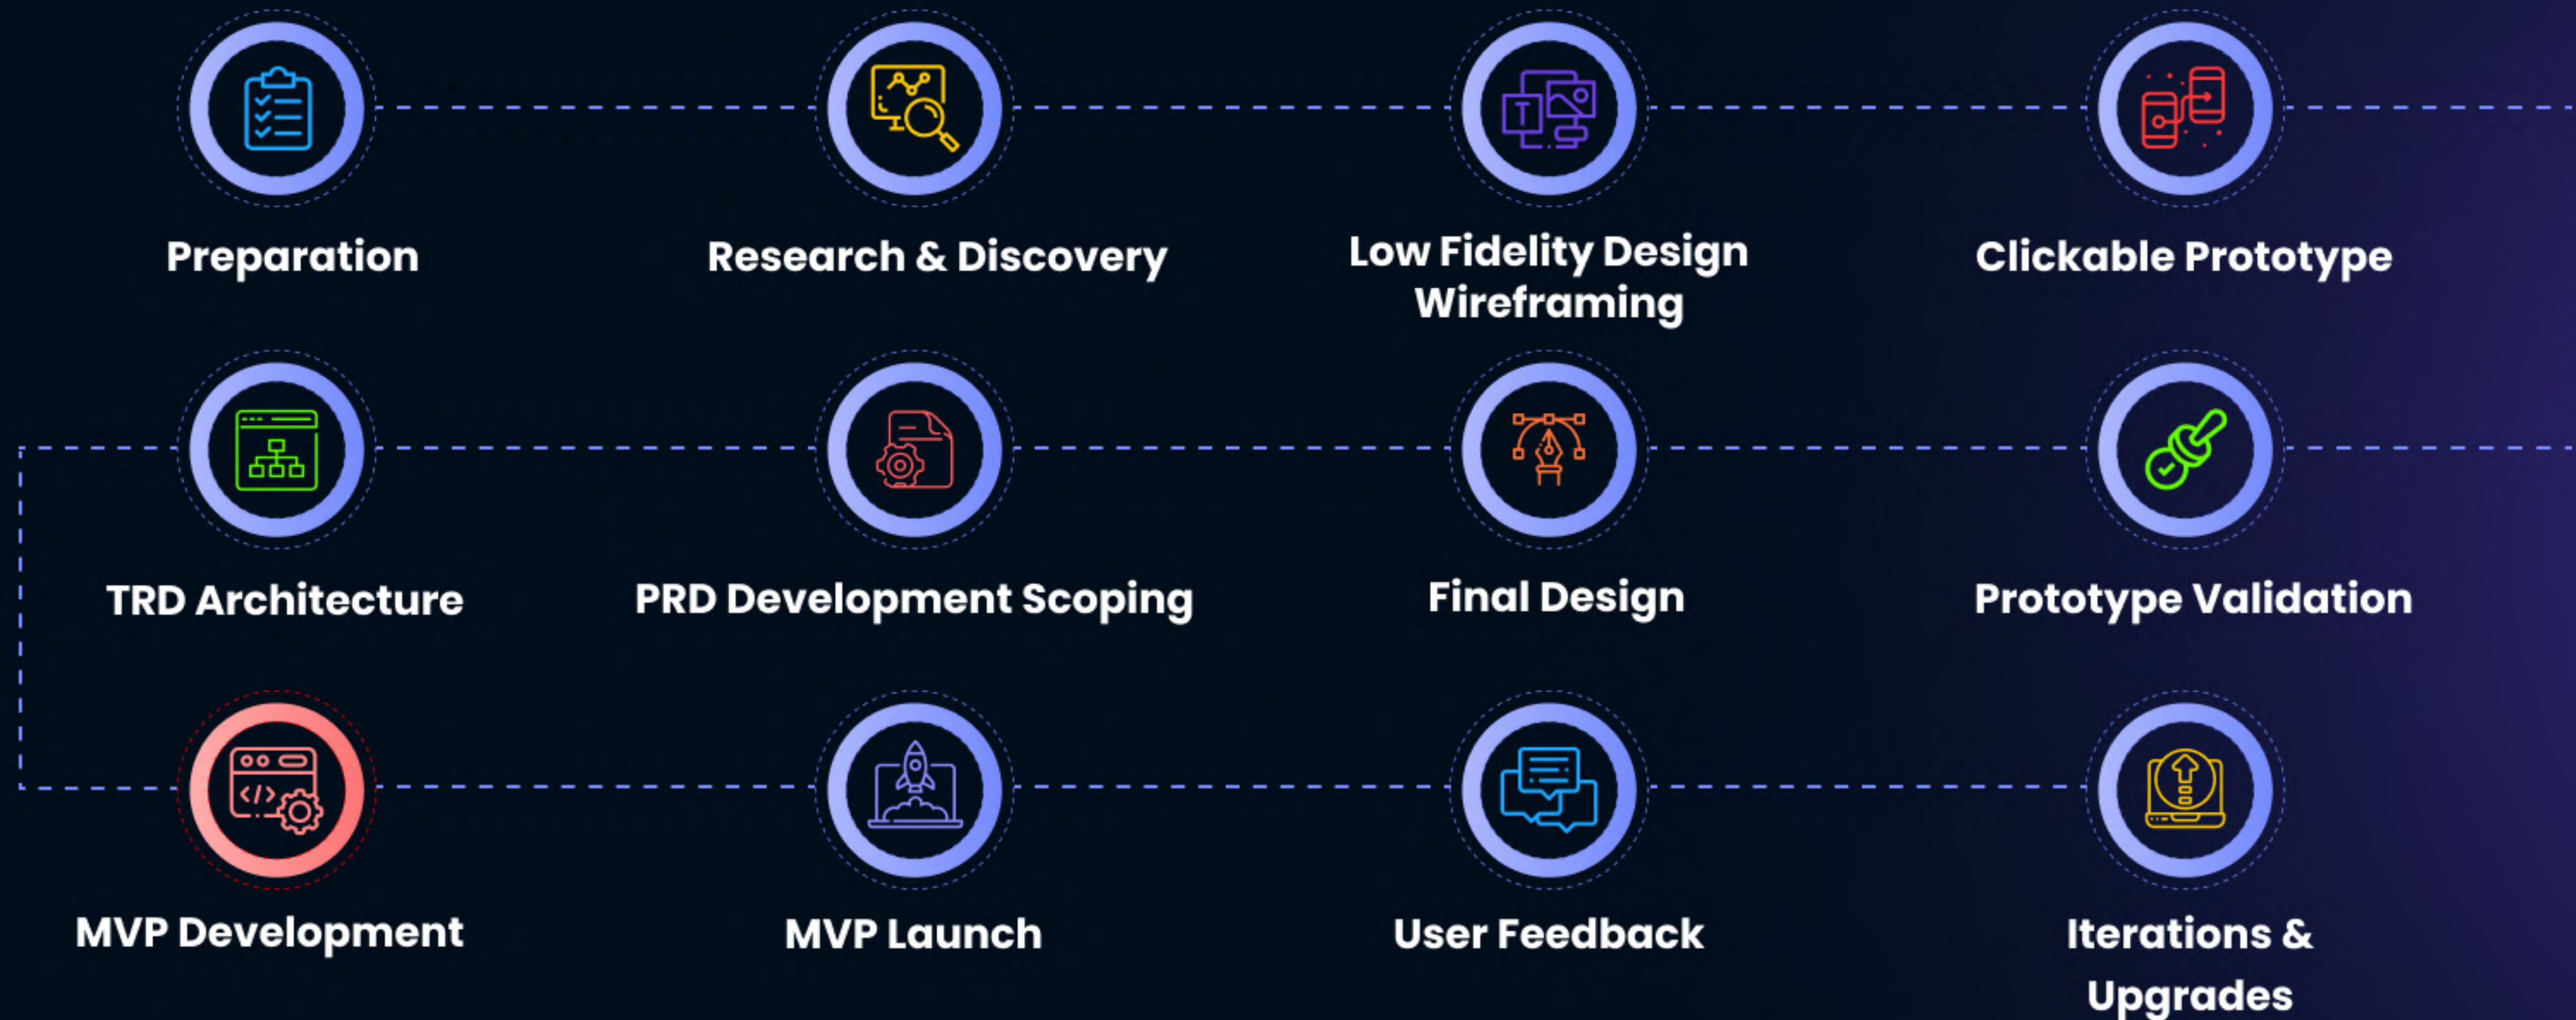 Preparation
Research & Discovery
Low Fidelity Design
Wireframing
Clickable Prototype
TRD Architecture
PRD Development Scoping
Final Design
Prototype Validation
MVP Development
MVP Launch
User Feedback
Iterations &
Upgrades